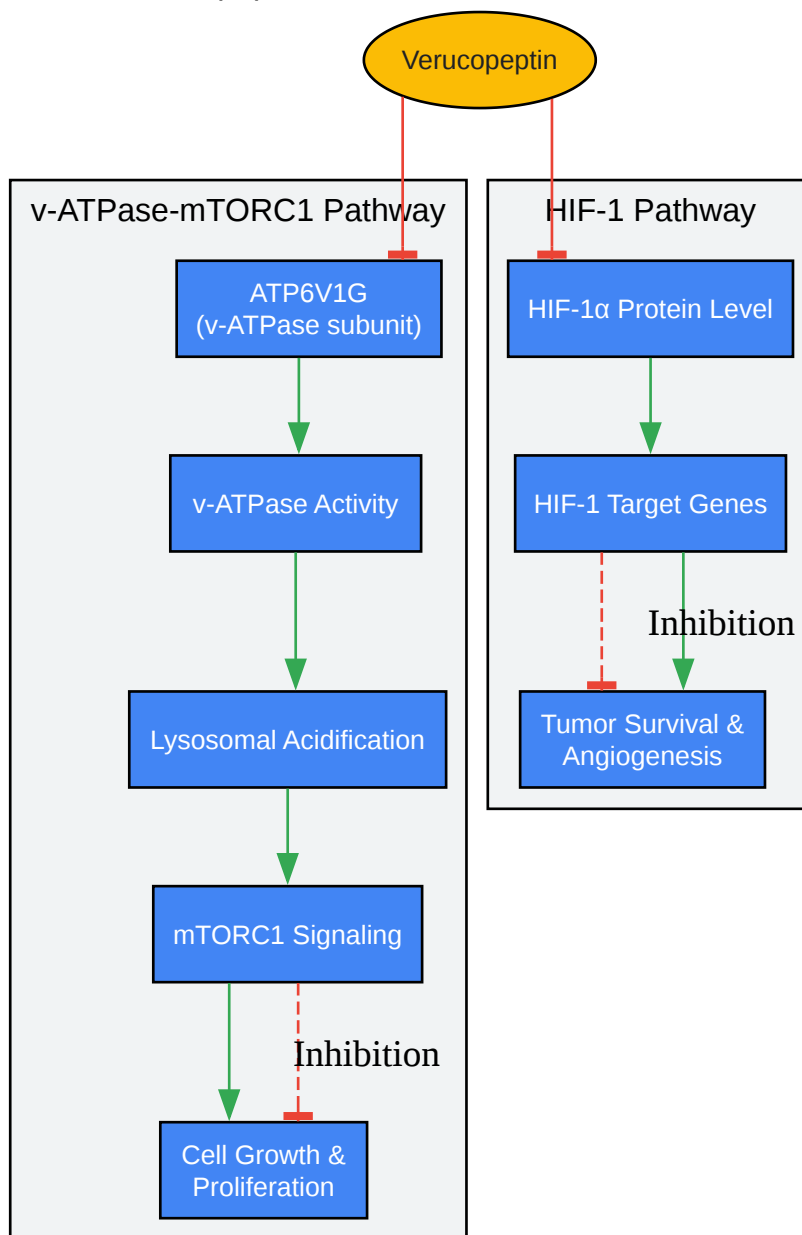 Verucopeptin
v-ATPase-mTORC1 Pathway
ATP6V1G
(v-ATPase subunit)
v-ATPase Activity
Lysosomal Acidification
mTORC1 Signaling
Inhibition
Cell Growth &
Proliferation
HIF-1 Pathway
HIF-1α Protein Level
HIF-1 Target Genes
Inhibition
Tumor Survival &
Angiogenesis